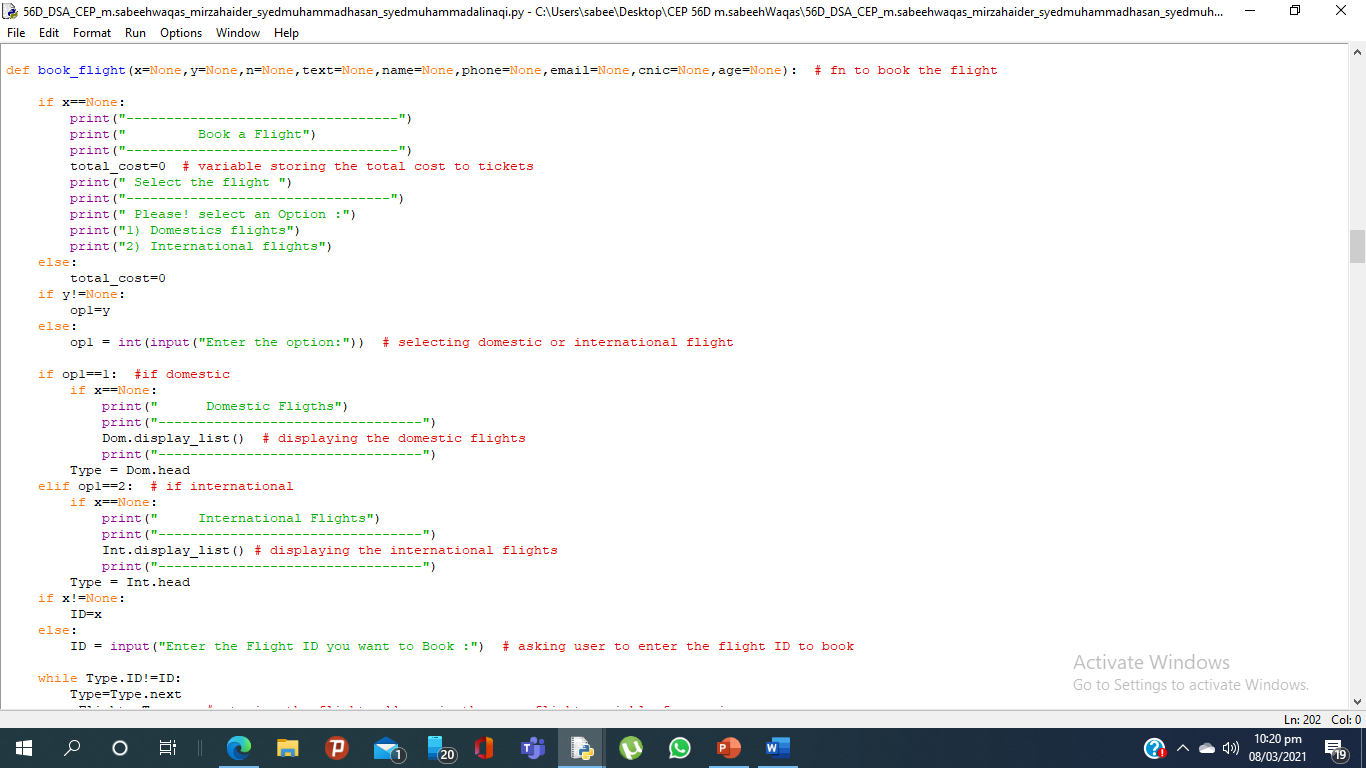 56D_DSA_CEP_m.sabeehwaqas_mirzahaider_syedmuhammadhasan_syedmuhammadalinaqi.py - C:\Users\sabee\Desktop\CEP 56D m.sabeehWaqas\56D_DSA_CEP_m.sabeehwaqas_mirzahaider_syedmuhammadhasan_syedmuh...
File Edit Format Run Options Window Help
def book_flight(x=None,y=None,n=None,text=None,name=None,phone=None,email=None,cnic=None,age=None):  # fn to book the flight
    if x==None:
        print("----------------------------------")
        print("         Book a Flight")
        print("----------------------------------")
        total_cost=0  # variable storing the total cost to tickets
        print(" Select the flight ")
        print("---------------------------------")
        print(" Please! select an Option :")
        print("1) Domestics flights")
        print("2) International flights")
    else:
        total_cost=0
    if y!=None:
        op1=y
    else:
        op1 = int(input("Enter the option:"))  # selecting domestic or international flight
    if op1==1:  #if domestic
        if x==None:
            print("      Domestic Fligths")
            print("---------------------------------")
            Dom.display_list()  # displaying the domestic flights
            print("---------------------------------")
        Type = Dom.head
    elif op1==2:  # if international
        if x==None:
            print("     International Flights")
            print("---------------------------------")
            Int.display_list() # displaying the international flights
            print("---------------------------------")
        Type = Int.head
    if x!=None:
        ID=x
    else:
        ID = input("Enter the Flight ID you want to Book :")  # asking user to enter the flight ID to book
    while Type.ID!=ID:
        Type=Type.next
Activate Windows
Go to Settings to activate Windows.
Ln: 202 Col: 0
1
20
10:20 pm
08/03/2021
19